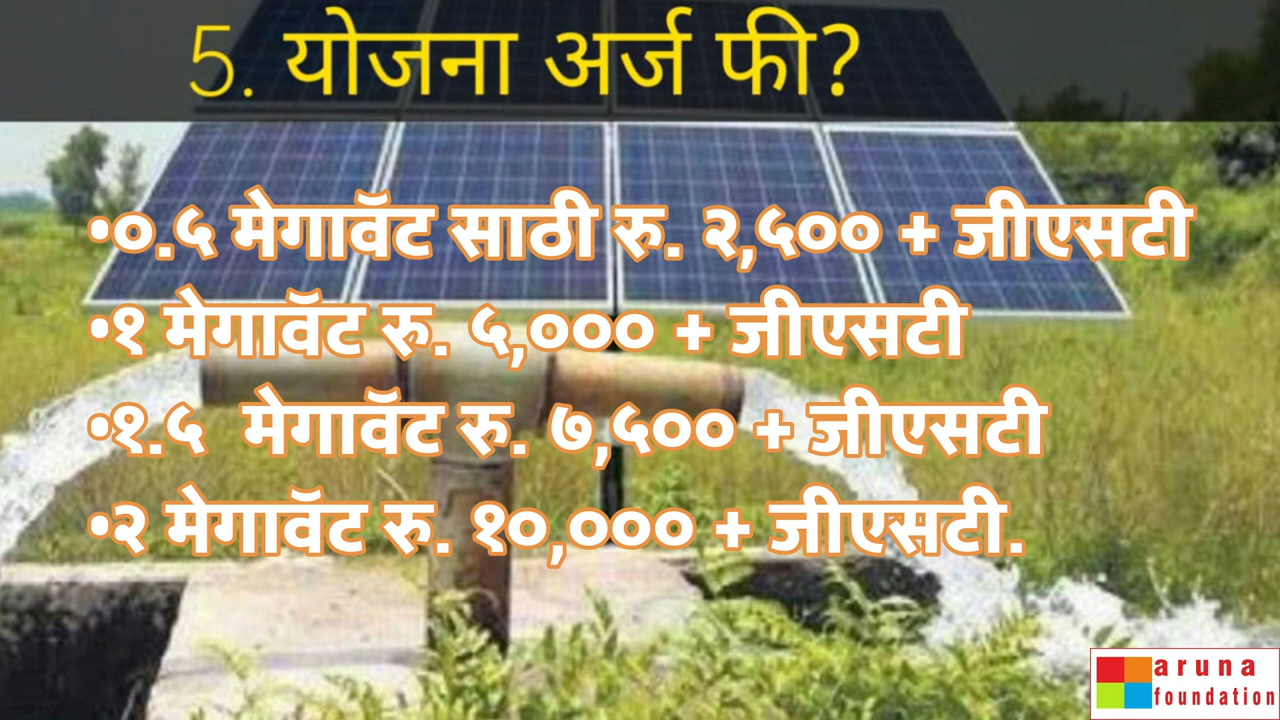 5. योजना अर्ज फी?
•०.५ मेगावॅट साठी रु. २,५०० + जीएसटी
•१ मेगावॅट रु. ५,००० + जीएसटी
•१.५ मेगावॅट रु. ७,५०० + जीएसटी
•२ मेगावॅट रु. १०,००० + जीएसटी.
aruna
foundation